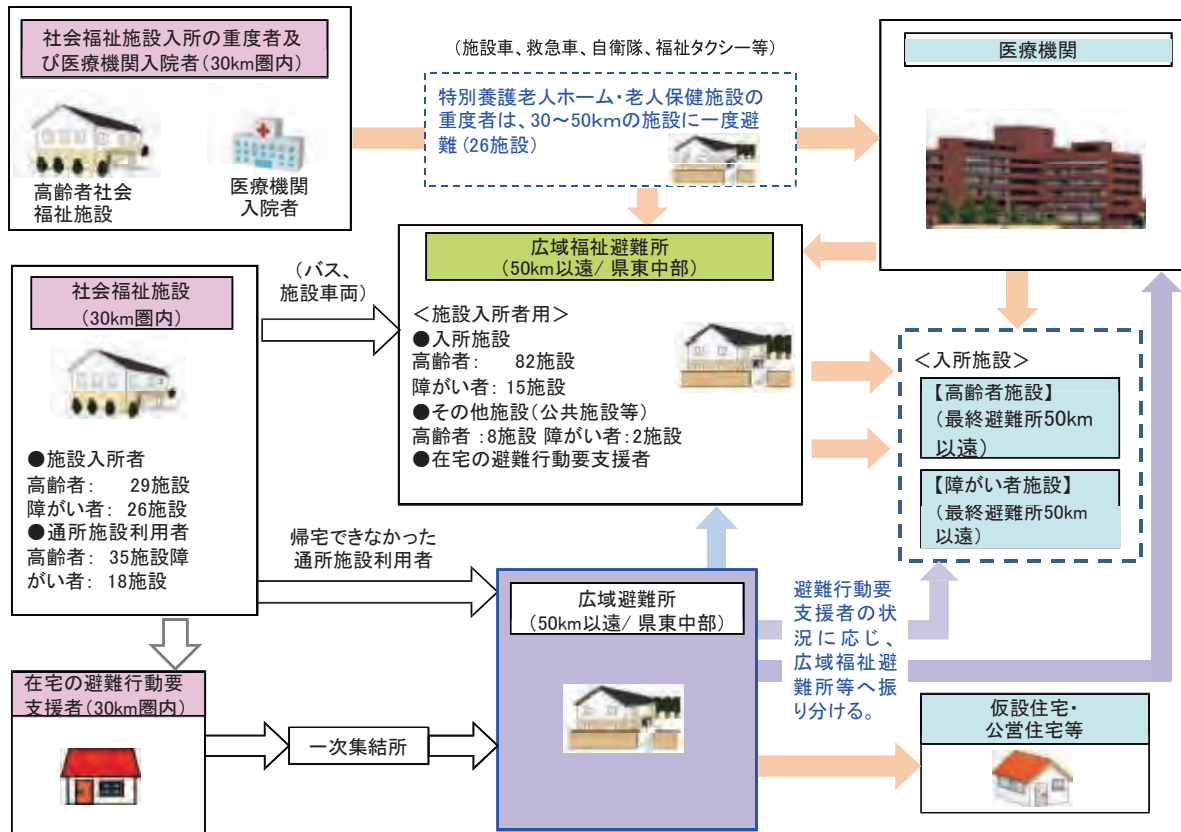 社会福祉施設入所の重度者及
び医療機関入院者(30km圏内)
高齢者社会
福祉施設
医療機関
入院者
(施設車、救急車、自衛隊、福祉タクシー等)
特別養護老人ホーム・老人保健施設の
重度者は、30～50kmの施設に一度避
難(26施設)
医療機関
社会福祉施設
(30km圏内)
●施設入所者
高齢者: 29施設
障がい者: 26施設
●通所施設利用者
高齢者: 35施設障
がい者: 18施設
(バス、
施設車両)
広域福祉避難所
(50km以遠/ 県東中部)
<施設入所者用>
●入所施設
高齢者: 82施設
障がい者: 15施設
●その他施設(公共施設等)
高齢者 :8施設 障がい者:2施設
●在宅の避難行動要支援者
<入所施設>
【高齢者施設】
(最終避難所50km
以遠)
【障がい者施設】
(最終避難所50km
以遠)
帰宅できなかった
通所施設利用者
広域避難所
(50km以遠/ 県東中部)
避難行動要
支援者の状
況に応じ、
広域福祉避
難所等へ振
り分ける。
在宅の避難行動要
支援者(30km圏内)
一次集結所
仮設住宅・
公営住宅等